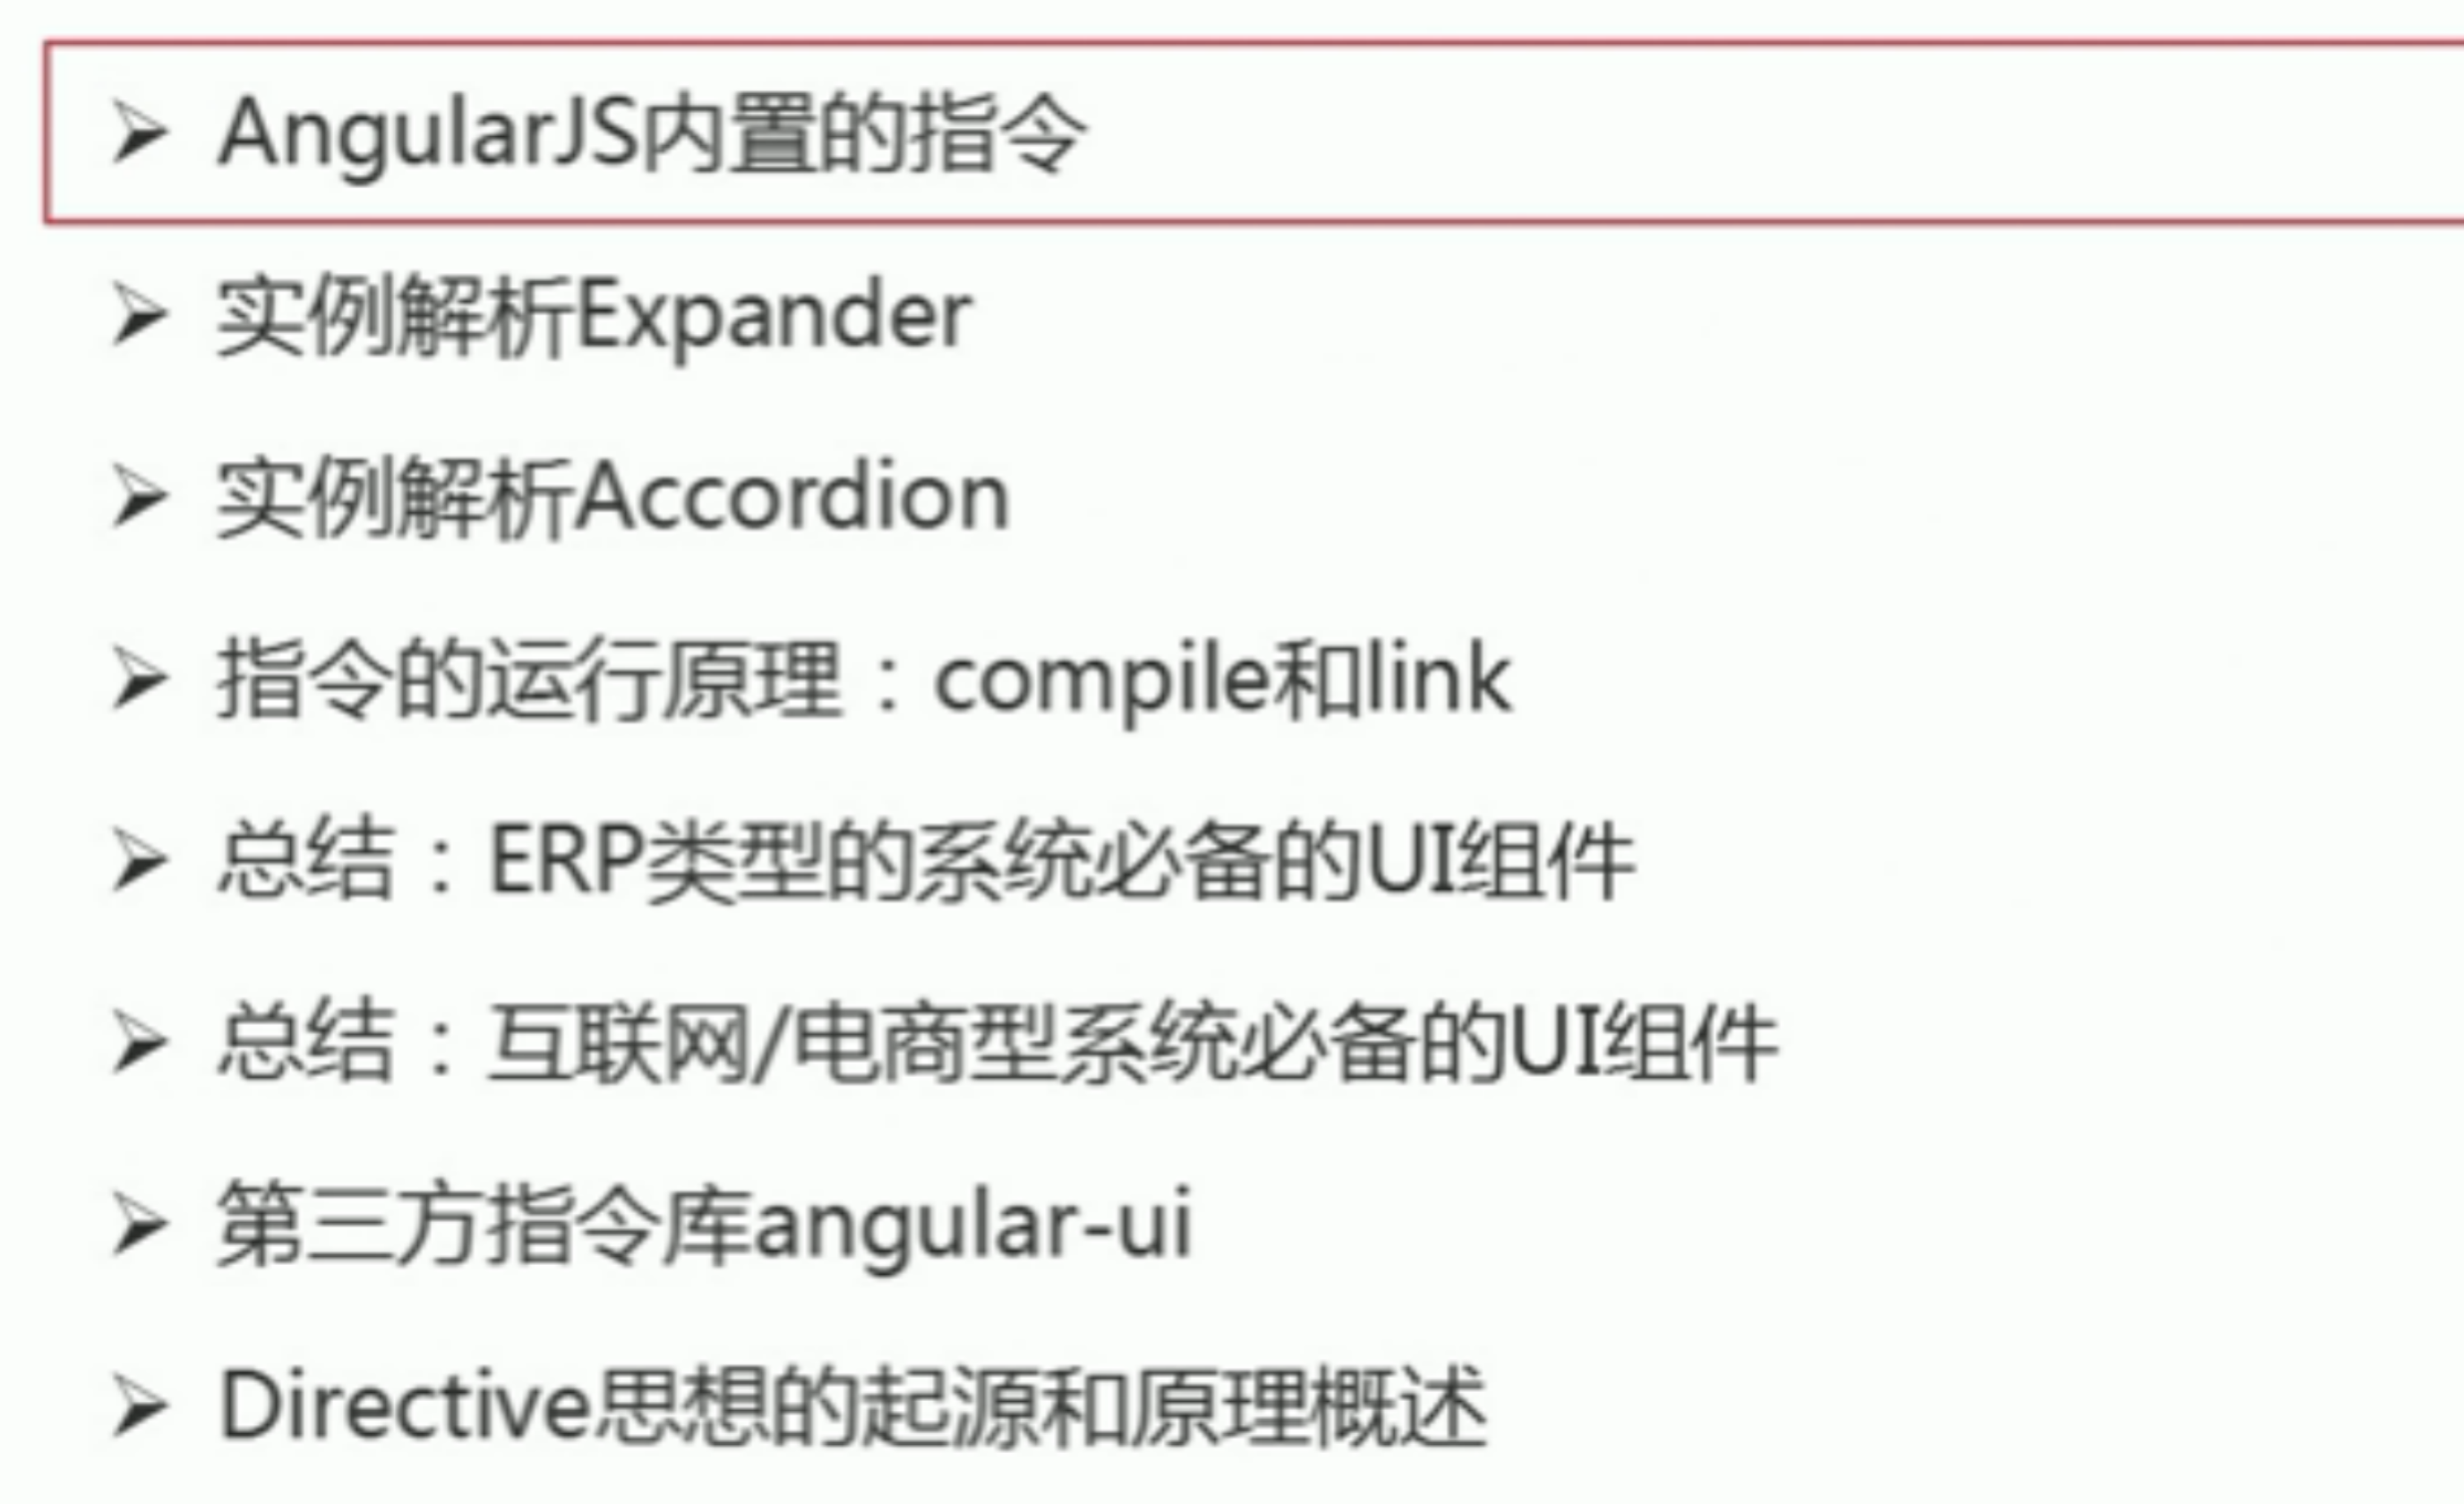 ➢ AngularJS内置的指令
➢ 实例解析Expander
➢ 实例解析Accordion
➢ 指令的运行原理：compile和link
➢ 总结：ERP类型的系统必备的UI组件
➢ 总结：互联网/电商型系统必备的UI组件
➢ 第三方指令库angular-ui
➢ Directive思想的起源和原理概述